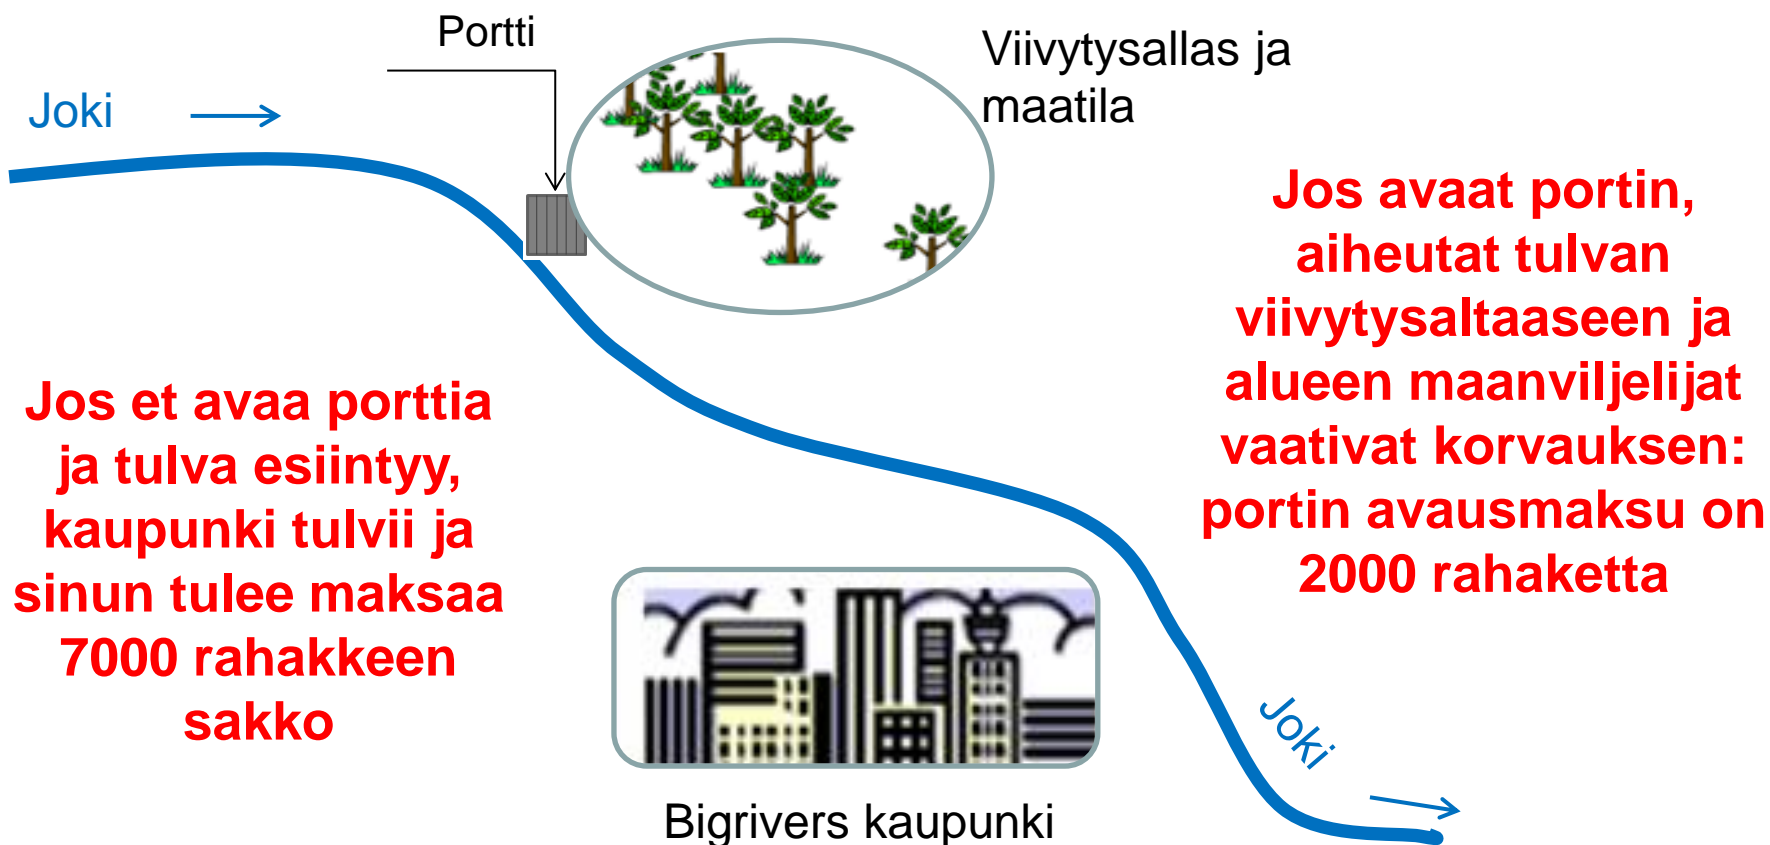 Portti
Viivytysallas ja
maatila
Joki
Jos avaat portin,
aiheutat tulvan
viivytysaltaaseen ja
alueen maanviljelijat
vaativat korvauksen:
portin avausmaksu on
2000 rahaketta
Jos et avaa porttia
ja tulva esiintyy,
kaupunki tulvii ja
sinun tulee maksaa
7000 rahakkeen
sakko
Joki
Bigrivers kaupunki